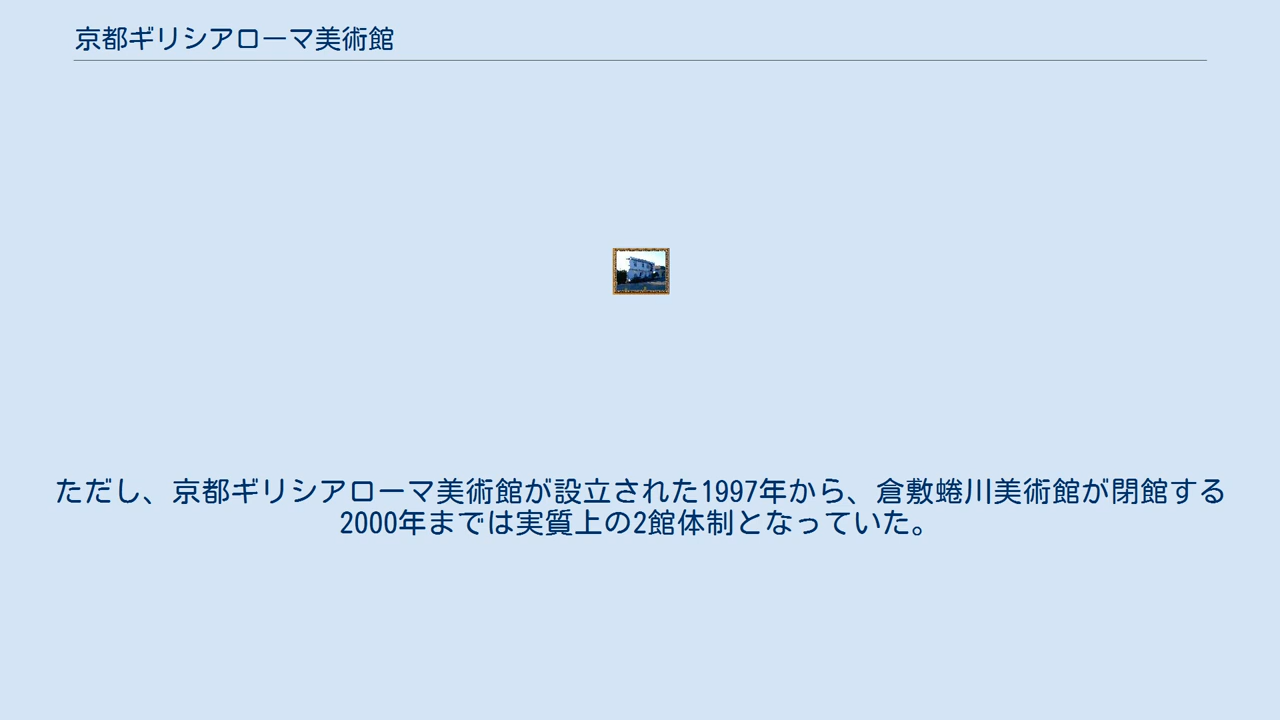 京都ギリシアローマ美術館
ただし、京都ギリシアローマ美術館が設立された1997年から、倉敷蜷川美術館が閉館する
2000年までは実質上の2館体制となっていた。